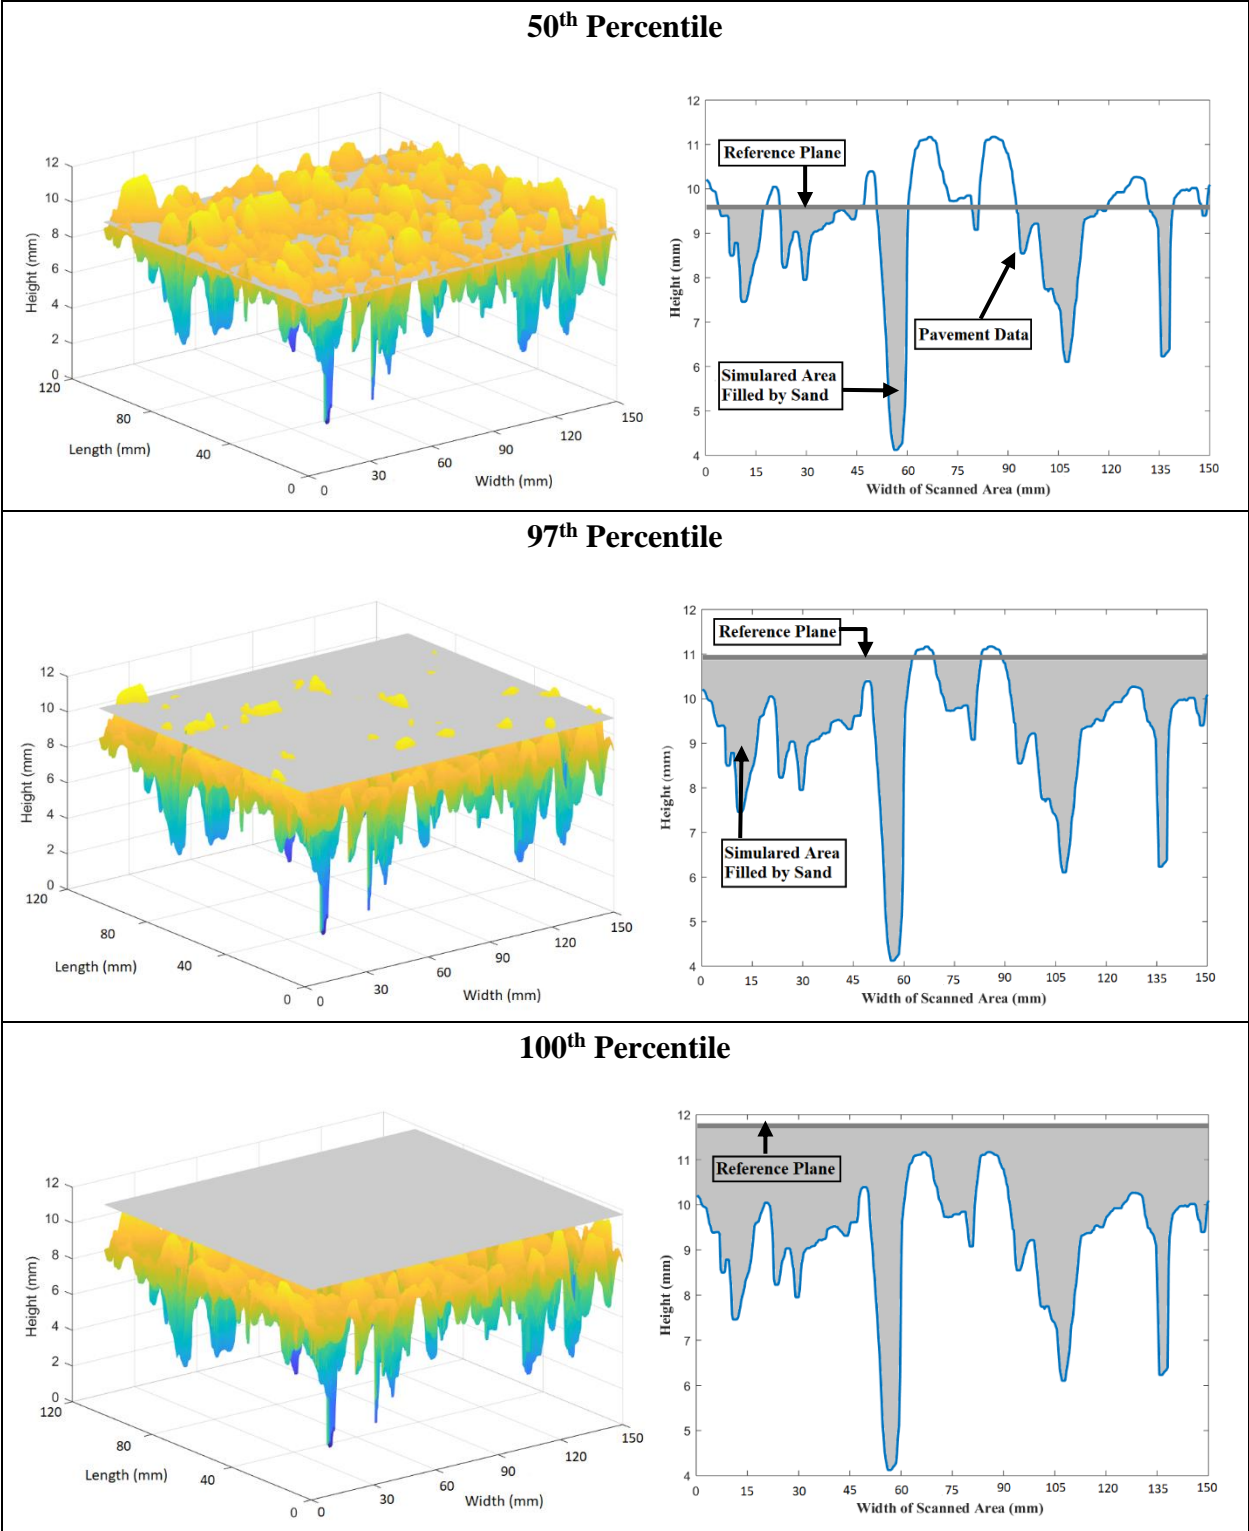 50th Percentile
12
10
8
6
4
2
0
Height (mm)
120
80
40
0
Length (mm)
0
30
60
90
120
150
Width (mm)
12
11
10
9
8
7
6
5
4
Height (mm)
Reference Plane
Pavement Data
Simulared Area
Filled by Sand
0 15 30 45 60 75 90 105 120 135 150
Width of Scanned Area (mm)
97th Percentile
12
10
8
6
4
2
0
Height (mm)
120
80
40
0
Length (mm)
0
30
60
90
120
150
Width (mm)
12
11
10
9
8
7
6
5
4
Height (mm)
Reference Plane
Simulared Area
Filled by Sand
0 15 30 45 60 75 90 105 120 135 150
Width of Scanned Area (mm)
100th Percentile
12
10
8
6
4
2
0
Height (mm)
120
80
40
0
Length (mm)
0
30
60
90
120
150
Width (mm)
12
11
10
9
8
7
6
5
4
Height (mm)
Reference Plane
0 15 30 45 60 75 90 105 120 135 150
Width of Scanned Area (mm)